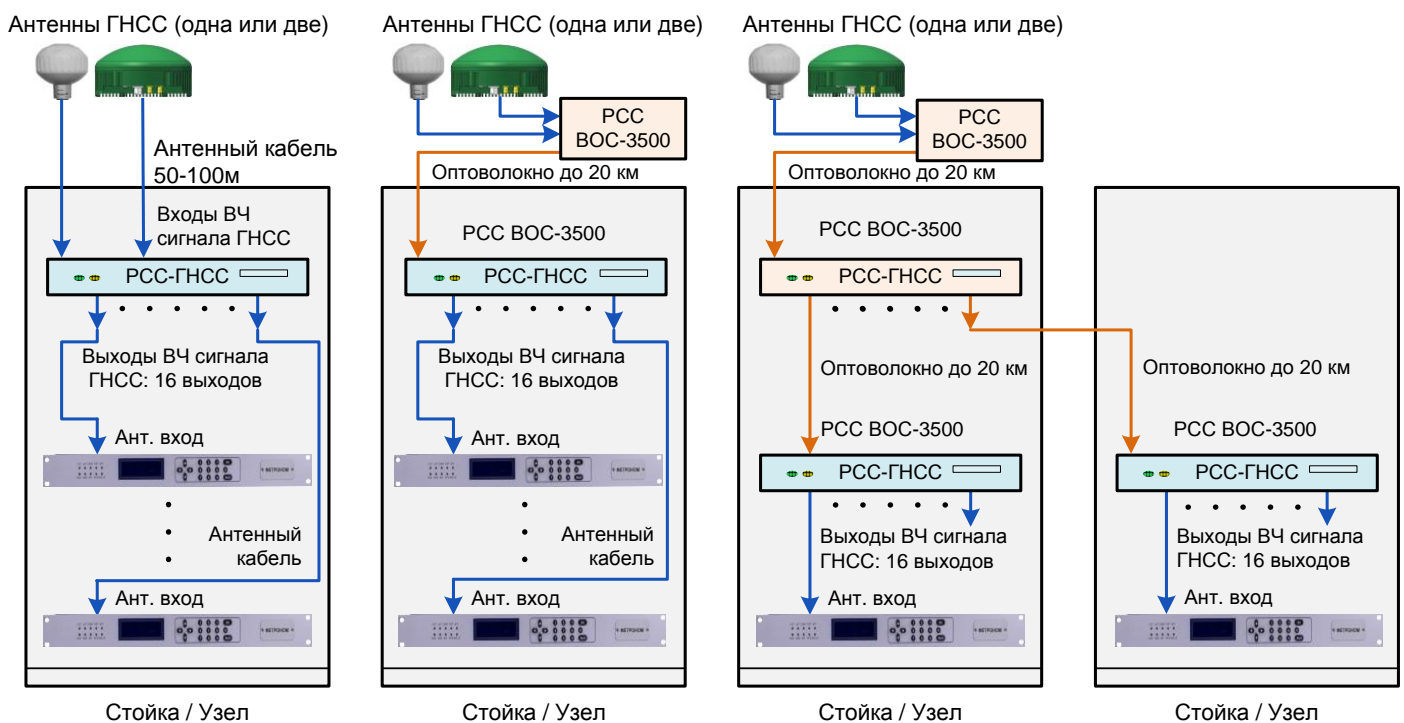 Антенны ГНСС (одна или две)
Антенный кабель
50-100м
Входы ВЧ
сигнала ГНСС
РСС-ГНСС
Выходы ВЧ сигнала
ГНСС: 16 выходов
Ант. вход
Антенный
кабель
Ант. вход
Стойка / Узел
Антенны ГНСС (одна или две)
РСС
ВОС-3500
Оптоволокно до 20 км
РСС ВОС-3500
РСС-ГНСС
Выходы ВЧ сигнала
ГНСС: 16 выходов
Ант. вход
Антенный
кабель
Ант. вход
Стойка / Узел
Антенны ГНСС (одна или две)
РСС
ВОС-3500
Оптоволокно до 20 км
РСС ВОС-3500
РСС-ГНСС
Оптоволокно до 20 км
РСС ВОС-3500
РСС-ГНСС
Выходы ВЧ сигнала
ГНСС: 16 выходов
Ант. вход
Стойка / Узел
Оптоволокно до 20 км
РСС ВОС-3500
РСС-ГНСС
Выходы ВЧ сигнала
ГНСС: 16 выходов
Ант. вход
Стойка / Узел